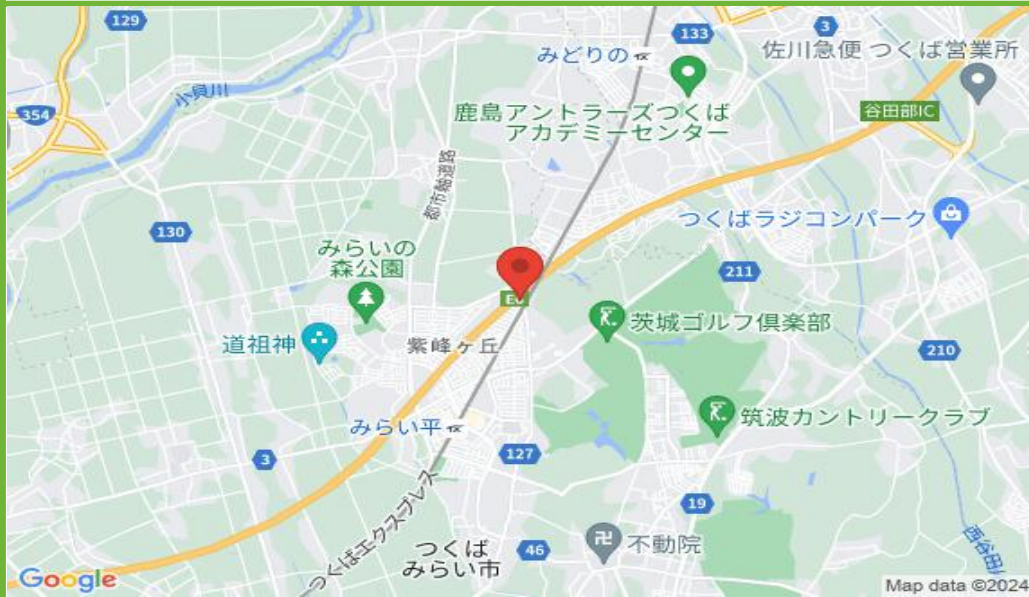 129
3
133
みどりの
佐川急便 つくば営業所
小貝川
354
鹿島アントラーズつくば
アカデミーセンター
谷田部IC
都市軸道路
130
つくばラジコンパーク
みらいの
森公園
211
E6
茨城ゴルフ倶楽部
道祖神
紫峰ヶ丘
210
筑波カントリークラブ
みらい平
127
3
19
つくばエクスプレス
つくば
みらい市
46
不動院
西谷田川
Google
Map data ©2024